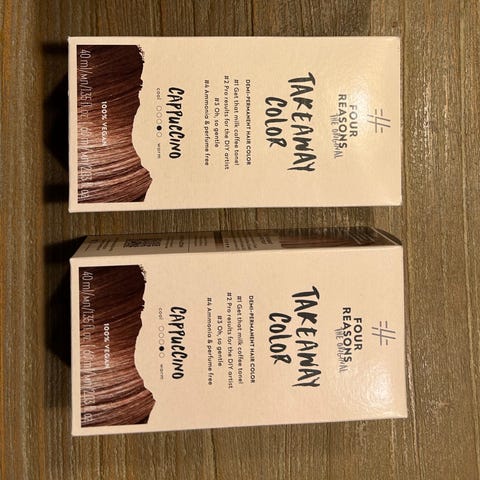 FOUR
REASONS
THE ORIGINAL
TAKEAWAY
COLOR
DEMI-PERMANENT HAIR COLOR
#1 Get that milk coffee tone!
#2 Pro results for the DIY artist
#3 Oh, so gentle
#4 Ammonia & perfume free
CAPPUCCINO
cool warm
100% VEGAN
FOUR
REASONS
THE ORIGINAL
TAKEAWAY
COLOR
DEMI-PERMANENT HAIR COLOR
#1 Get that milk coffee tone!
#2 Pro results for the DIY artist
#3 Oh, so gentle
#4 Ammonia & perfume free
CAPPUCCINO
cool warm
100% VEGAN